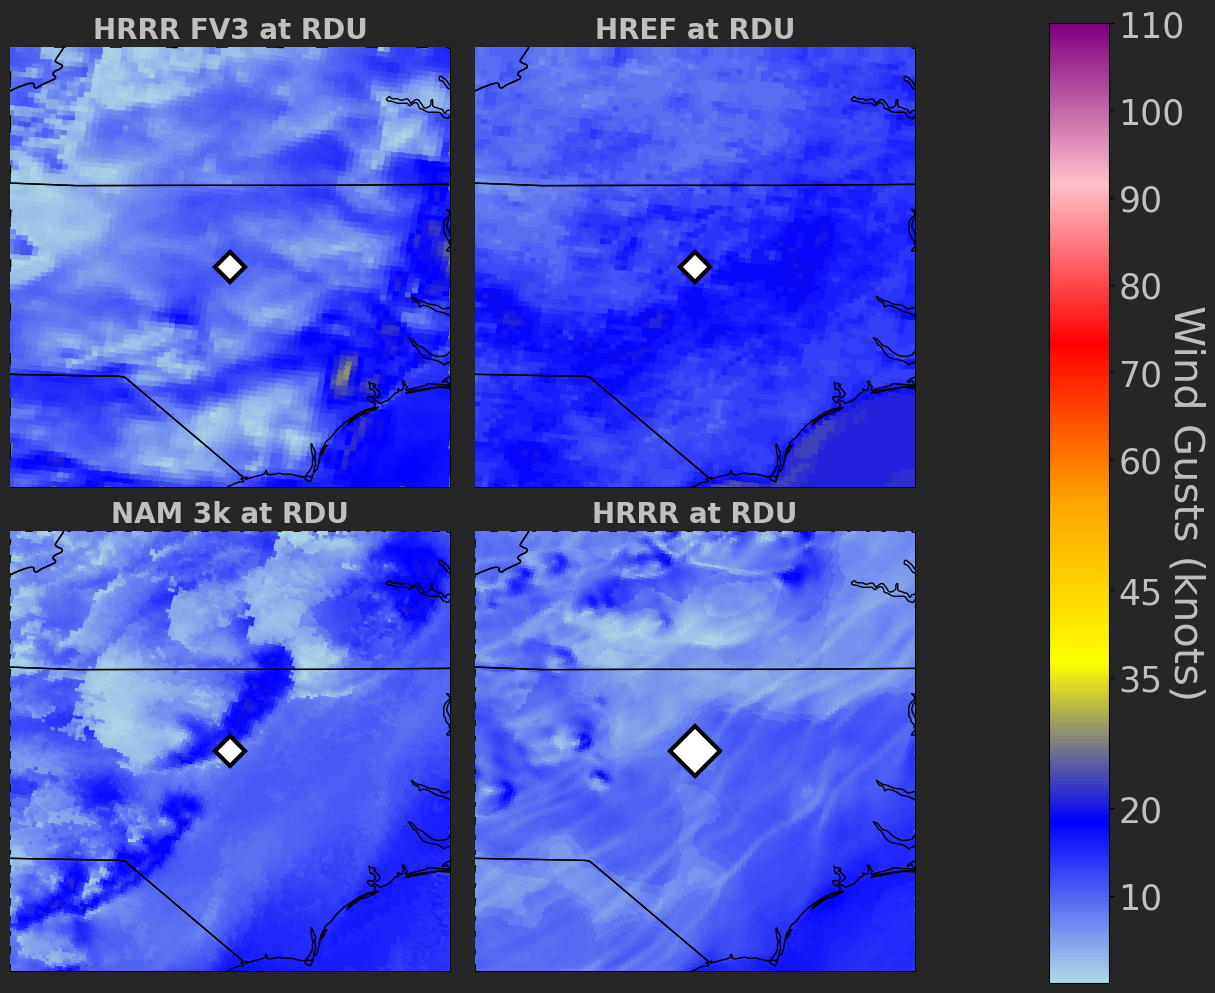 HRRR FV3 at RDU
HREF at RDU
NAM 3k at RDU
HRRR at RDU
110
100
90
80
70
60
45
35
20
10
Wind Gusts (knots)